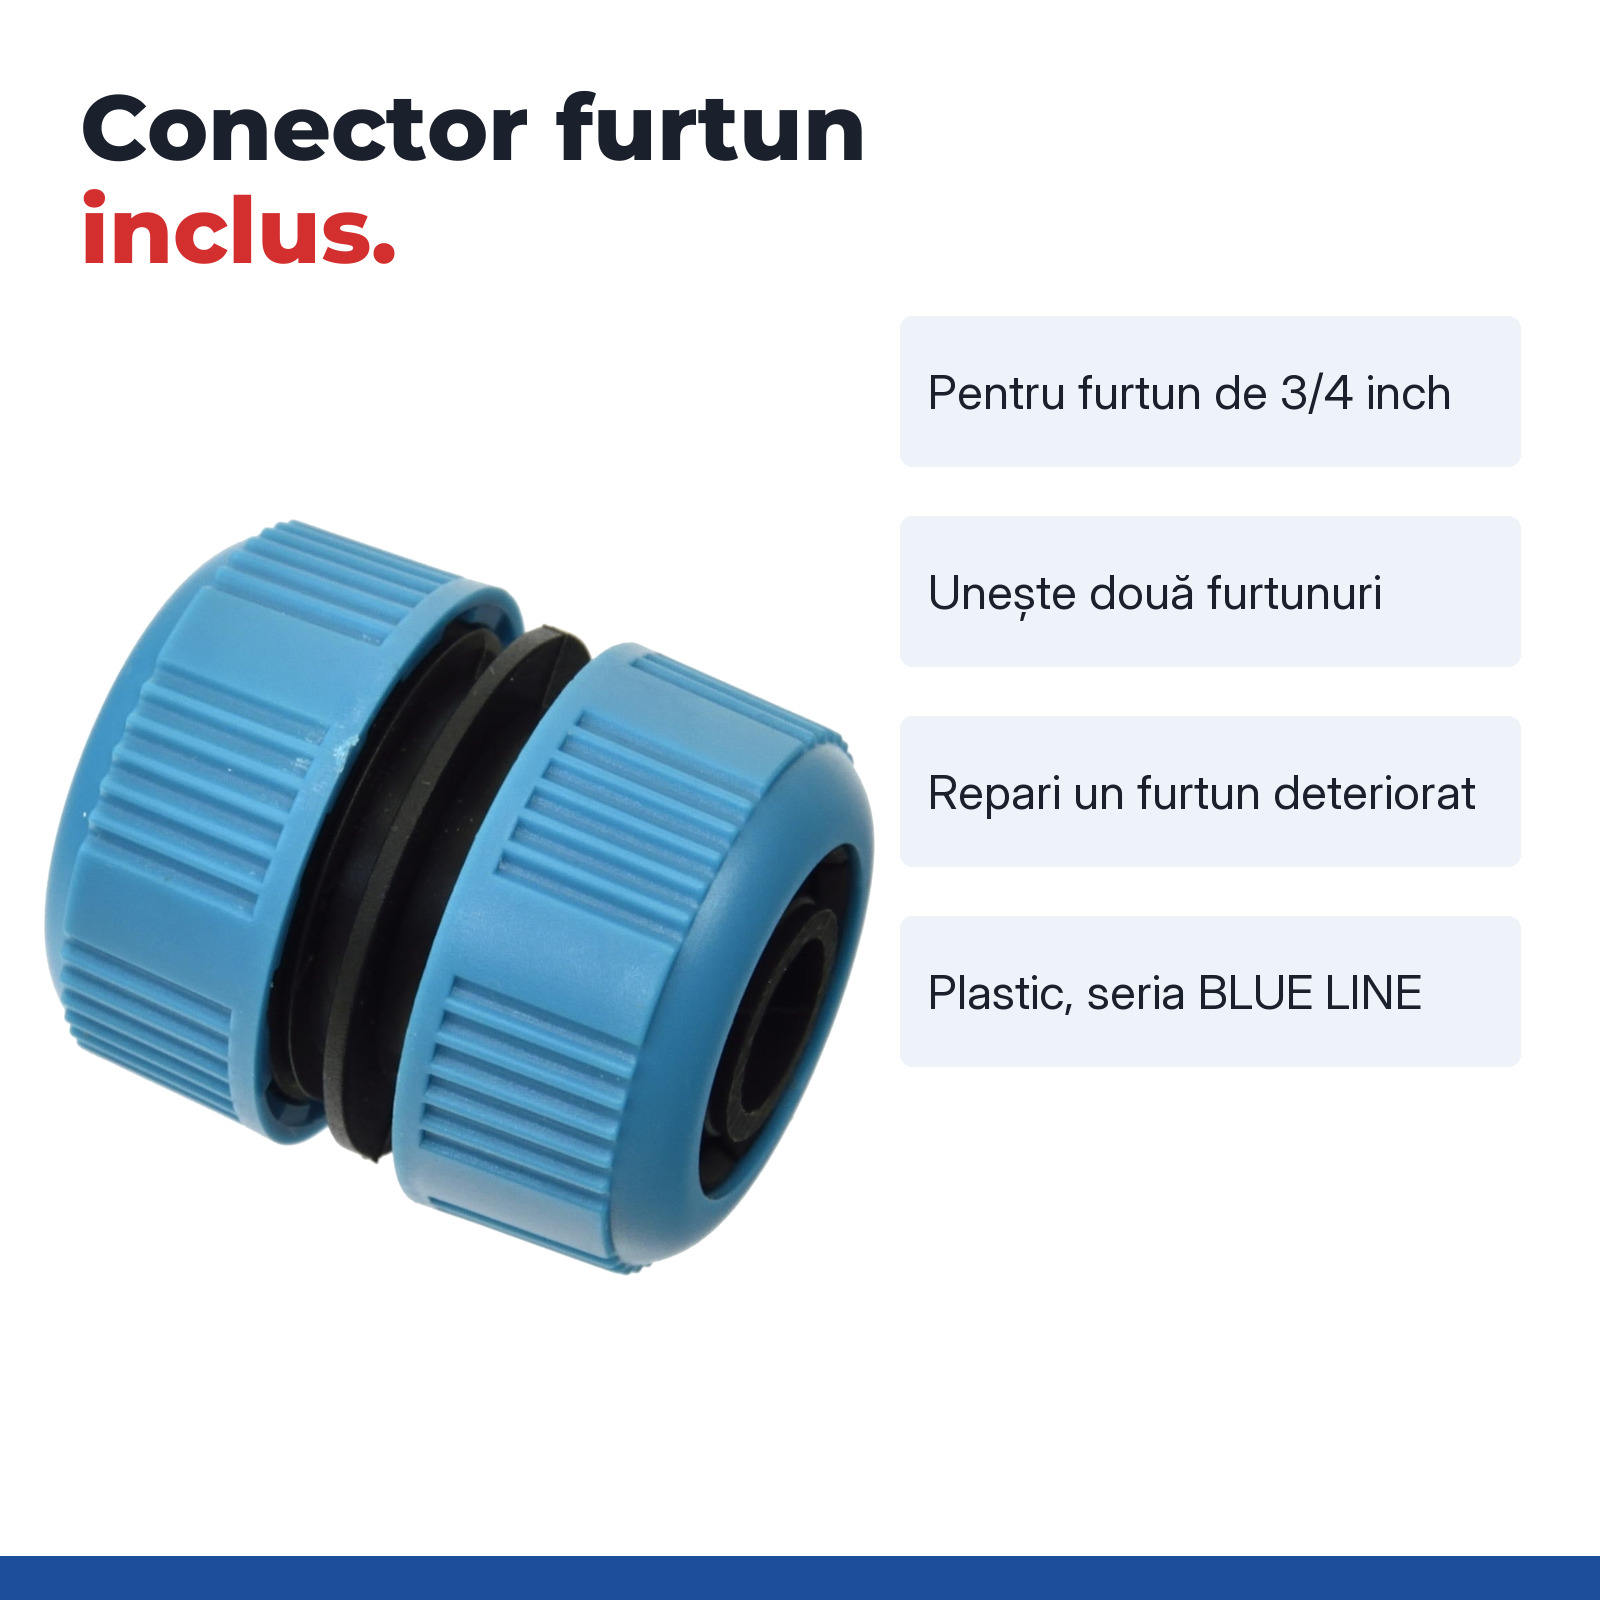 Conector furtun
inclus.
Pentru furtun de 3/4 inch
Unește două furtunuri
Repari un furtun deteriorat
Plastic, seria BLUE LINE